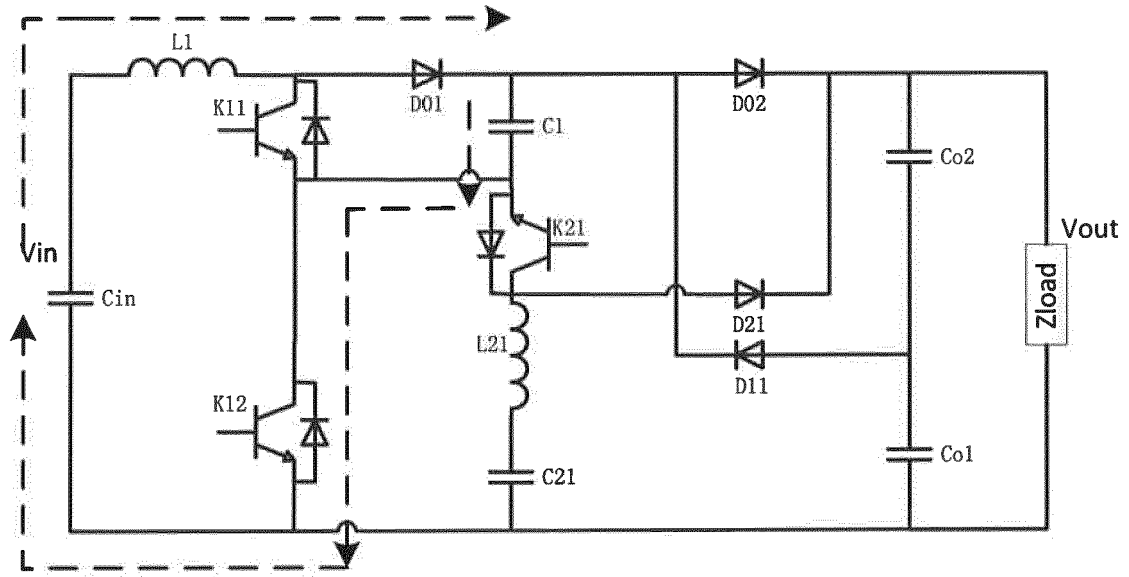 L1
K11
D01
C1
D02
Co2
Vin
K21
Vout
Cin
Zload
D21
L21
D11
K12
C21
Co1